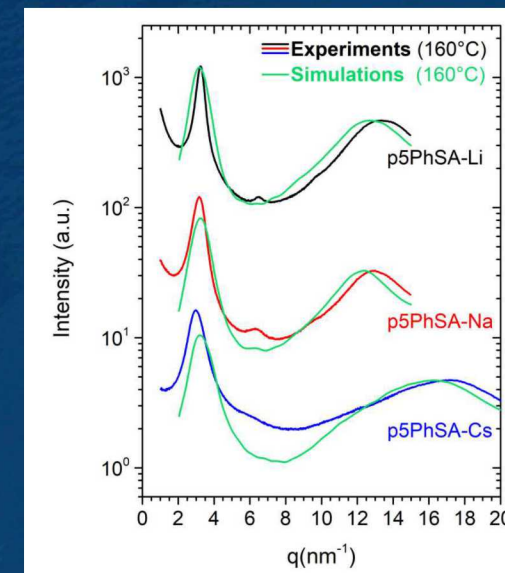 Experiments (160°C)
Simulations (160°C)
10³
p5PhSA-Li
10²
p5PhSA-Na
10¹
p5PhSA-Cs
10⁰
Intensity (a.u.)
0 2 4 6 8 10 12 14 16 18 20
q(nm⁻¹)